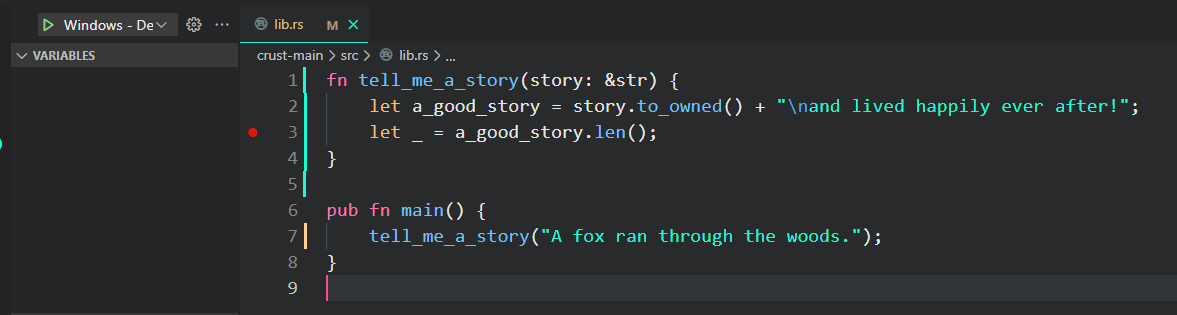 Windows - De
lib.rs M
VARIABLES
crust-main > src > lib.rs > ...
1 fn tell_me_a_story(story: &str) {
2 let a_good_story = story.to_owned() + "\nand lived happily ever after!";
3 let _ = a_good_story.len();
4 }
5
6 pub fn main() {
7 tell_me_a_story("A fox ran through the woods.");
8 }
9